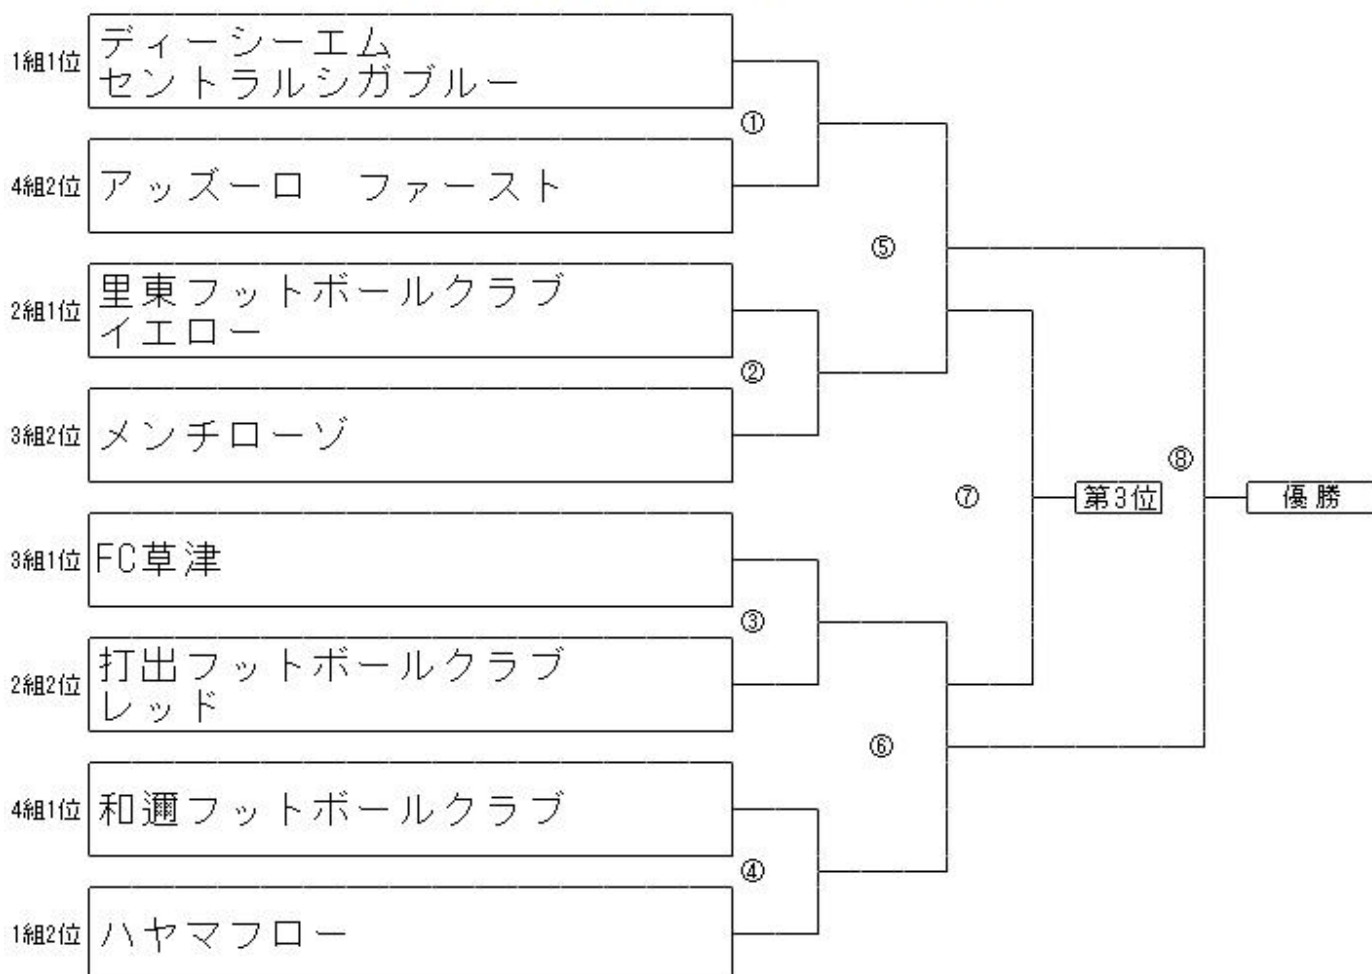 1組1位
ディーシーエム
セントラルシガブルー
①
4組2位
アッズーロ　ファースト
⑤
2組1位
里東フットボールクラブ
イエロー
②
3組2位
メンチローゾ
⑧
⑦
第3位
優勝
3組1位
FC草津
③
2組2位
打出フットボールクラブ
レッド
⑥
4組1位
和邇フットボールクラブ
④
1組2位
ハヤマフロー